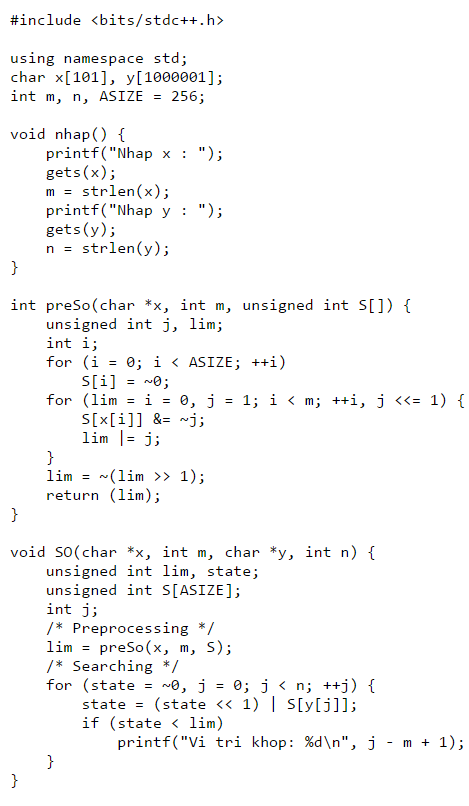 #include <bits/stdc++.h>

using namespace std;
char x[101], y[1000001];
int m, n, ASIZE = 256;

void nhap() {
    printf("Nhap x : ");
    gets(x);
    m = strlen(x);
    printf("Nhap y : ");
    gets(y);
    n = strlen(y);
}

int preSo(char *x, int m, unsigned int S[]) {
    unsigned int j, lim;
    int i;
    for (i = 0; i < ASIZE; ++i)
        S[i] = ~0;
    for (lim = i = 0, j = 1; i < m; ++i, j <<= 1) {
        S[x[i]] &= ~j;
        lim |= j;
    }
    lim = ~(lim >> 1);
    return (lim);
}

void SO(char *x, int m, char *y, int n) {
    unsigned int lim, state;
    unsigned int S[ASIZE];
    int j;
    /* Preprocessing */
    lim = preSo(x, m, S);
    /* Searching */
    for (state = ~0, j = 0; j < n; ++j) {
        state = (state << 1) | S[y[j]];
        if (state < lim)
            printf("Vi tri khop: %d\n", j - m + 1);
    }
}